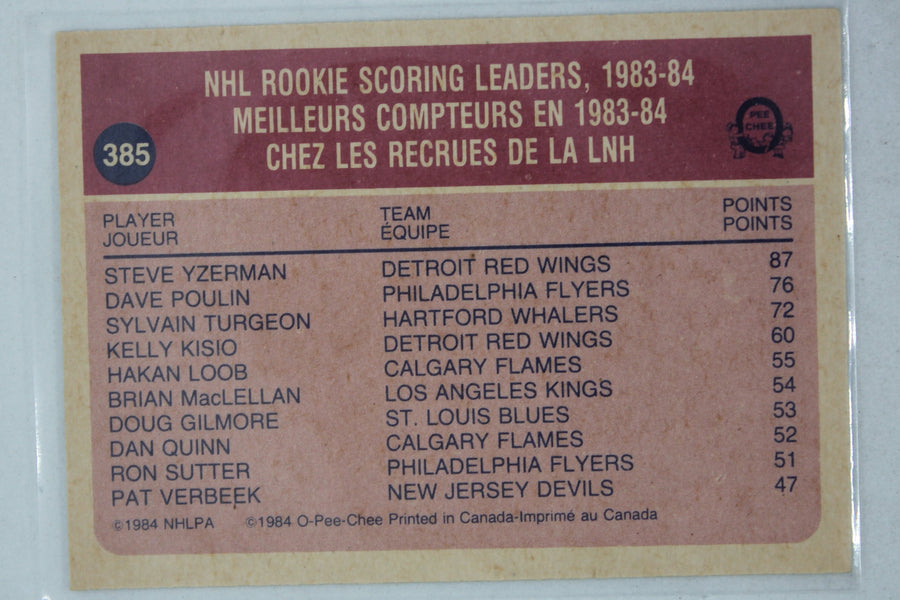 NHL ROOKIE SCORING LEADERS, 1983-84
MEILLEURS COMPTEURS EN 1983-84
CHEZ LES RECRUES DE LA LNH
385
O PEE CHEE
PLAYER TEAM POINTS
JOUEUR ÉQUIPE POINTS
STEVE YZERMAN DETROIT RED WINGS 87
DAVE POULIN PHILADELPHIA FLYERS 76
SYLVAIN TURGEON HARTFORD WHALERS 72
KELLY KISIO DETROIT RED WINGS 60
HAKAN LOOB CALGARY FLAMES 55
BRIAN MacLELLAN LOS ANGELES KINGS 54
DOUG GILMORE ST. LOUIS BLUES 53
DAN QUINN CALGARY FLAMES 52
RON SUTTER PHILADELPHIA FLYERS 51
PAT VERBEEK NEW JERSEY DEVILS 47
©1984 NHLPA ©1984 O-Pee-Chee Printed in Canada-Imprimé au Canada